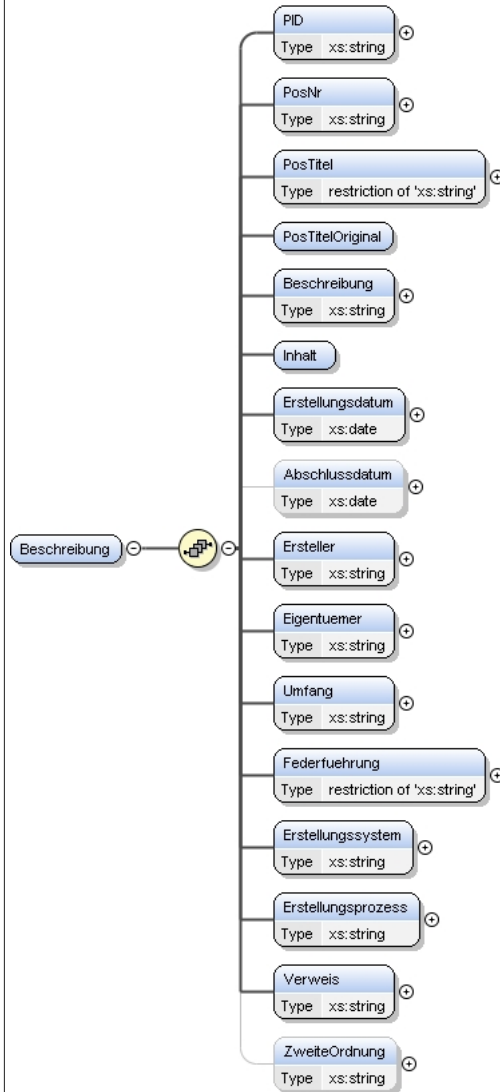 PID
Type xs:string
PosNr
Type xs:string
PosTitel
Type restriction of 'xs:string'
PosTitelOriginal
Beschreibung
Type xs:string
Inhalt
Erstellungsdatum
Type xs:date
Abschlussdatum
Type xs:date
Beschreibung
Ersteller
Type xs:string
Eigentuemer
Type xs:string
Umfang
Type xs:string
Federfuehrung
Type restriction of 'xs:string'
Erstellungssystem
Type xs:string
Erstellungsprozess
Type xs:string
Verweis
Type xs:string
ZweiteOrdnung
Type xs:string